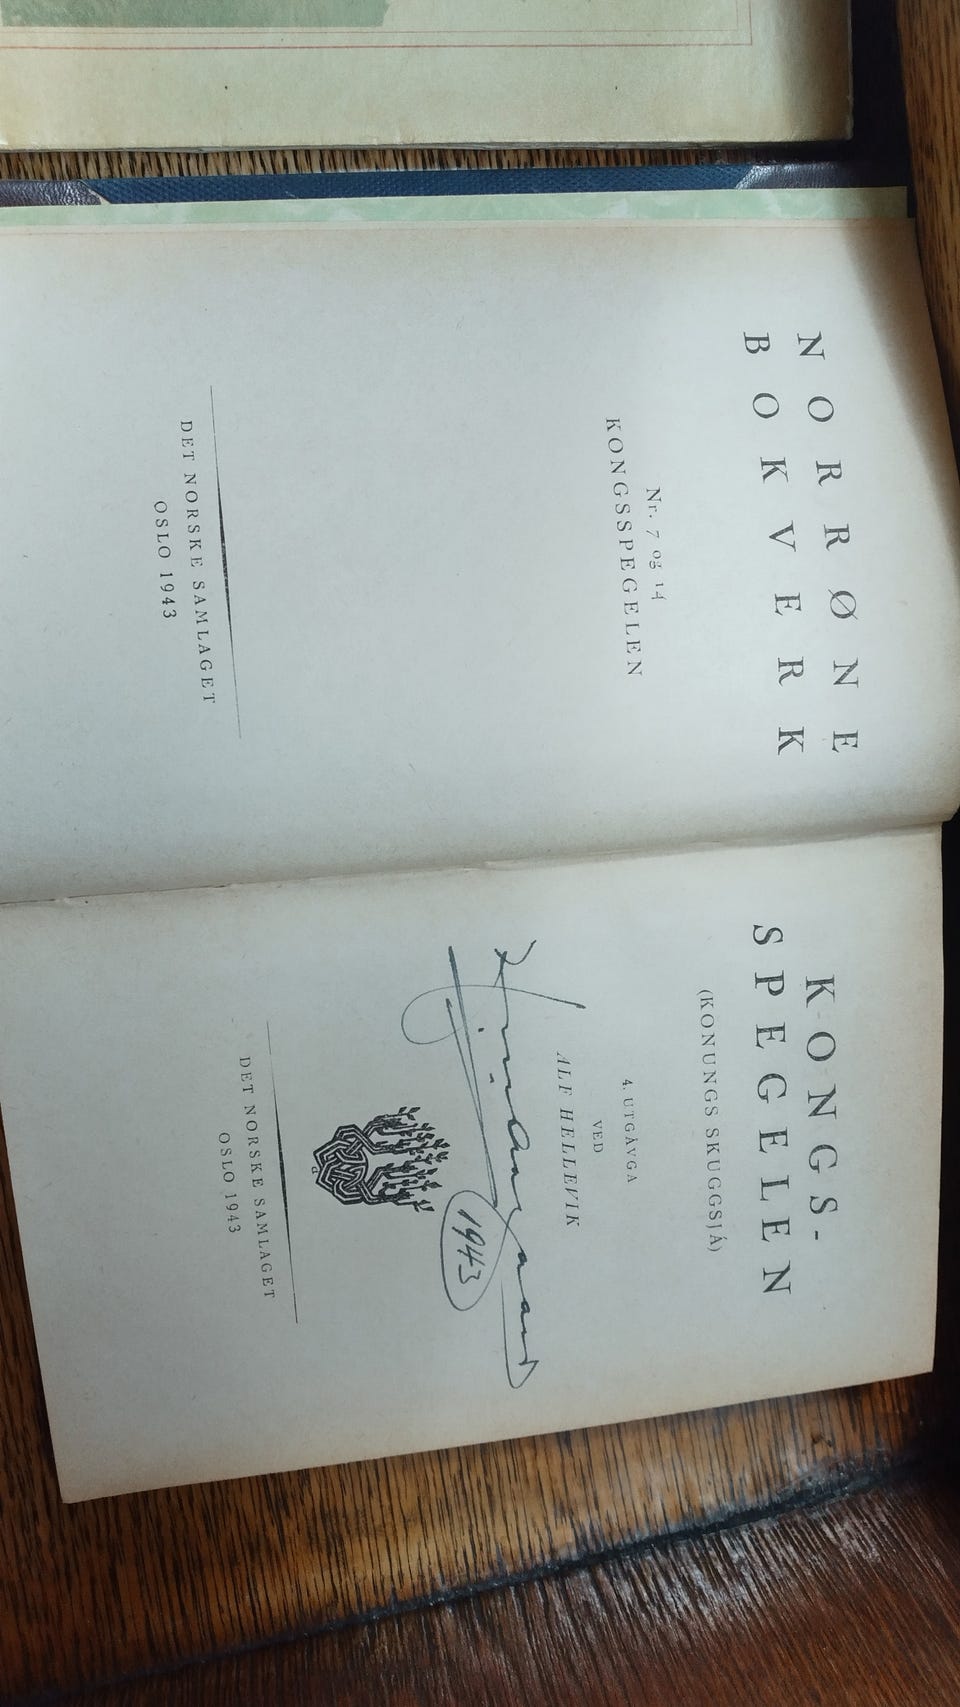 NORRØNE
BOKVERK
Nr. 7 og 14
KONGSSPEGELEN
DET NORSKE SAMLAGET
OSLO 1943
KONGS-
SPEGELEN
(KONUNGS SKUGGSJÁ)
4. UTGÅVGA
VED
ALF HELLEVIK
1943
DET NORSKE SAMLAGET
OSLO 1943